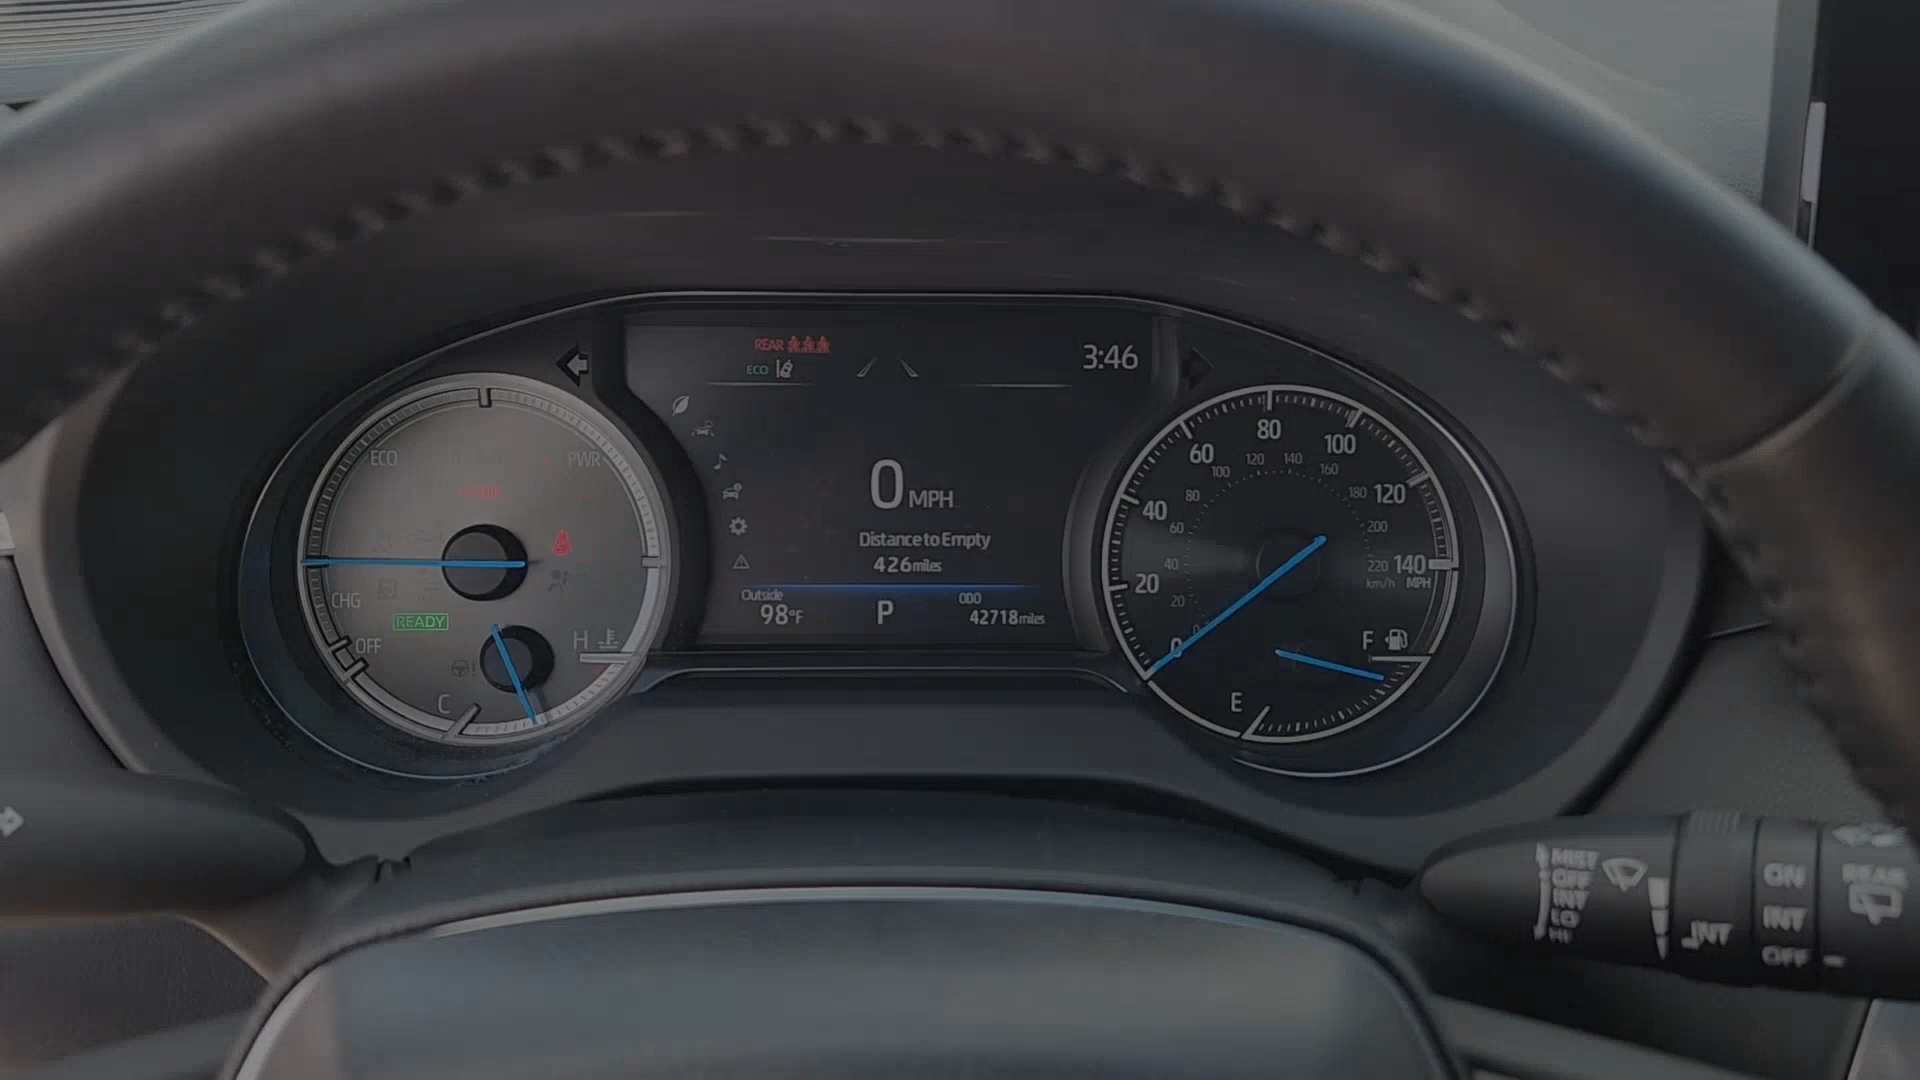 REAR
ECO
3:46
0 MPH
Distance to Empty
426 miles
Outside
98°F
P
ODO
42718 miles
ECO
PWR
CHG
READY
OFF
H
C
0
20
40
60
80
100
120
140
MPH
20
40
60
80
100
120
140
160
180
200
220
km/h
F
E
MIST
OFF
INT
LO
HI
INT
ON
INT
OFF
REAR